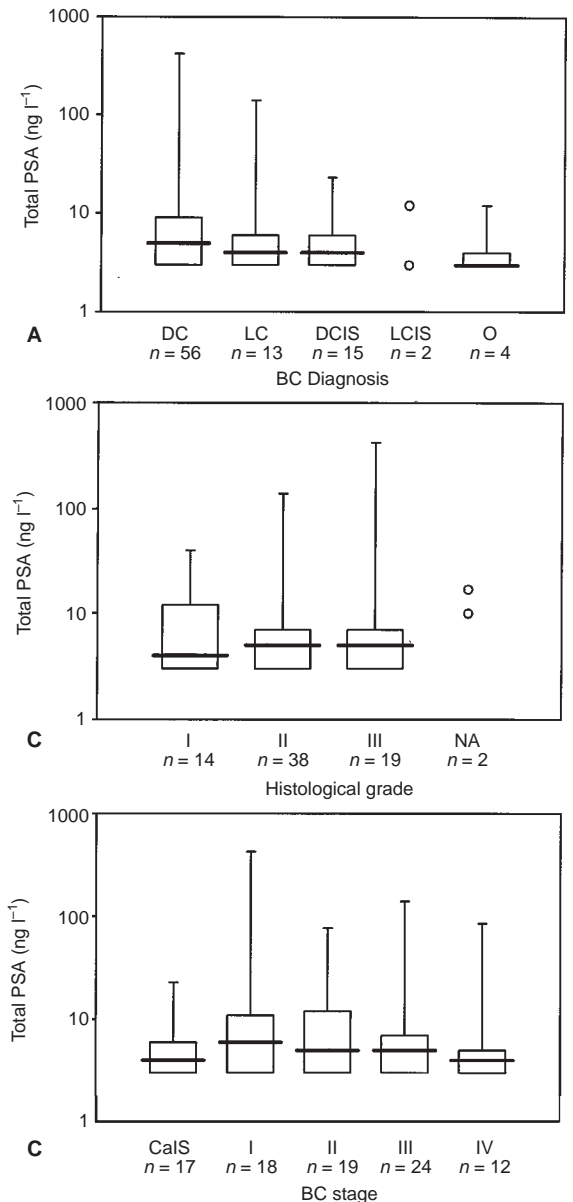 1000
100
10
1
Total PSA (ng l⁻¹)
A
DC LC DCIS LCIS O
n = 56 n = 13 n = 15 n = 2 n = 4
BC Diagnosis
1000
100
10
1
Total PSA (ng l⁻¹)
C
I II III NA
n = 14 n = 38 n = 19 n = 2
Histological grade
1000
100
10
1
Total PSA (ng l⁻¹)
C
CaIS I II III IV
n = 17 n = 18 n = 19 n = 24 n = 12
BC stage